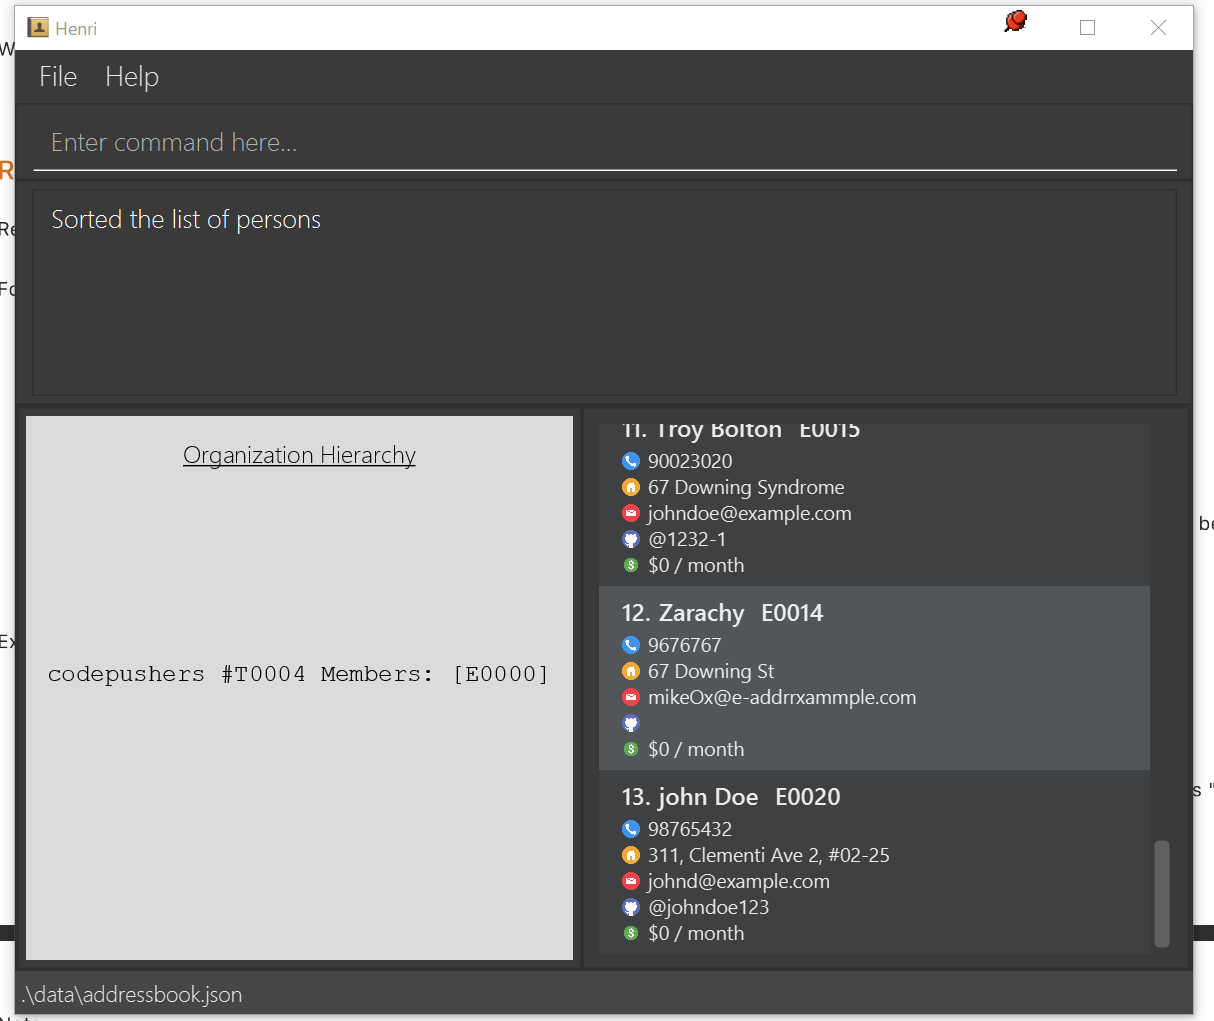 Henri
File Help
Enter command here...
Sorted the list of persons
Organization Hierarchy
codepushers #T0004 Members: [E0000]
11. Troy Bolton E0015
90023020
67 Downing Syndrome
johndoe@example.com
@1232-1
$0 / month
12. Zarachy E0014
9676767
67 Downing St
mikeOx@e-addrrxammple.com
$0 / month
13. john Doe E0020
98765432
311, Clementi Ave 2, #02-25
johnd@example.com
@johndoe123
$0 / month
.\data\addressbook.json